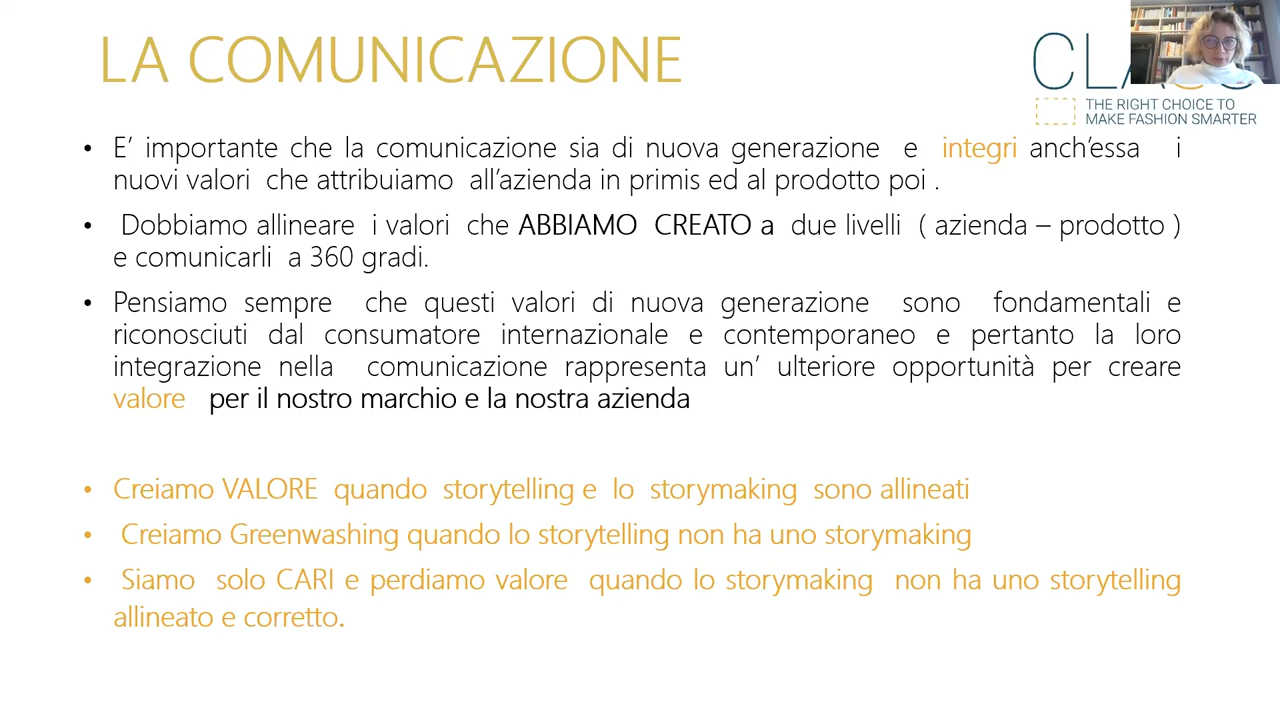 LA COMUNICAZIONE
THE RIGHT CHOICE TO
MAKE FASHION SMARTER
• E’ importante che la comunicazione sia di nuova generazione e integri anch’essa i
nuovi valori che attribuiamo all’azienda in primis ed al prodotto poi .
• Dobbiamo allineare i valori che ABBIAMO CREATO a due livelli ( azienda – prodotto )
e comunicarli a 360 gradi.
• Pensiamo sempre che questi valori di nuova generazione sono fondamentali e
riconosciuti dal consumatore internazionale e contemporaneo e pertanto la loro
integrazione nella comunicazione rappresenta un’ ulteriore opportunità per creare
valore per il nostro marchio e la nostra azienda
• Creiamo VALORE quando storytelling e lo storymaking sono allineati
• Creiamo Greenwashing quando lo storytelling non ha uno storymaking
• Siamo solo CARI e perdiamo valore quando lo storymaking non ha uno storytelling
allineato e corretto.